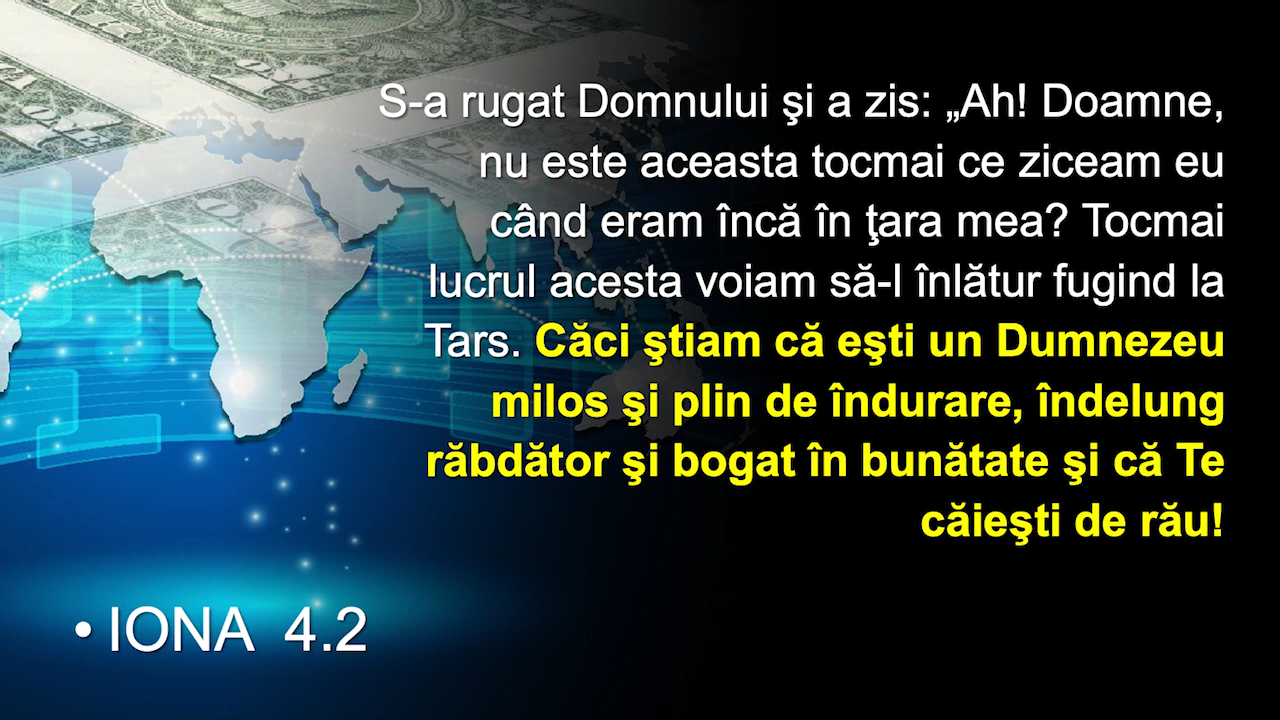 S-a rugat Domnului şi a zis: „Ah! Doamne,
nu este aceasta tocmai ce ziceam eu
când eram încă în ţara mea? Tocmai
lucrul acesta voiam să-l înlătur fugind la
Tars. Căci ştiam că eşti un Dumnezeu
milos şi plin de îndurare, îndelung
răbdător şi bogat în bunătate şi că Te
căieşti de rău!
• IONA  4.2